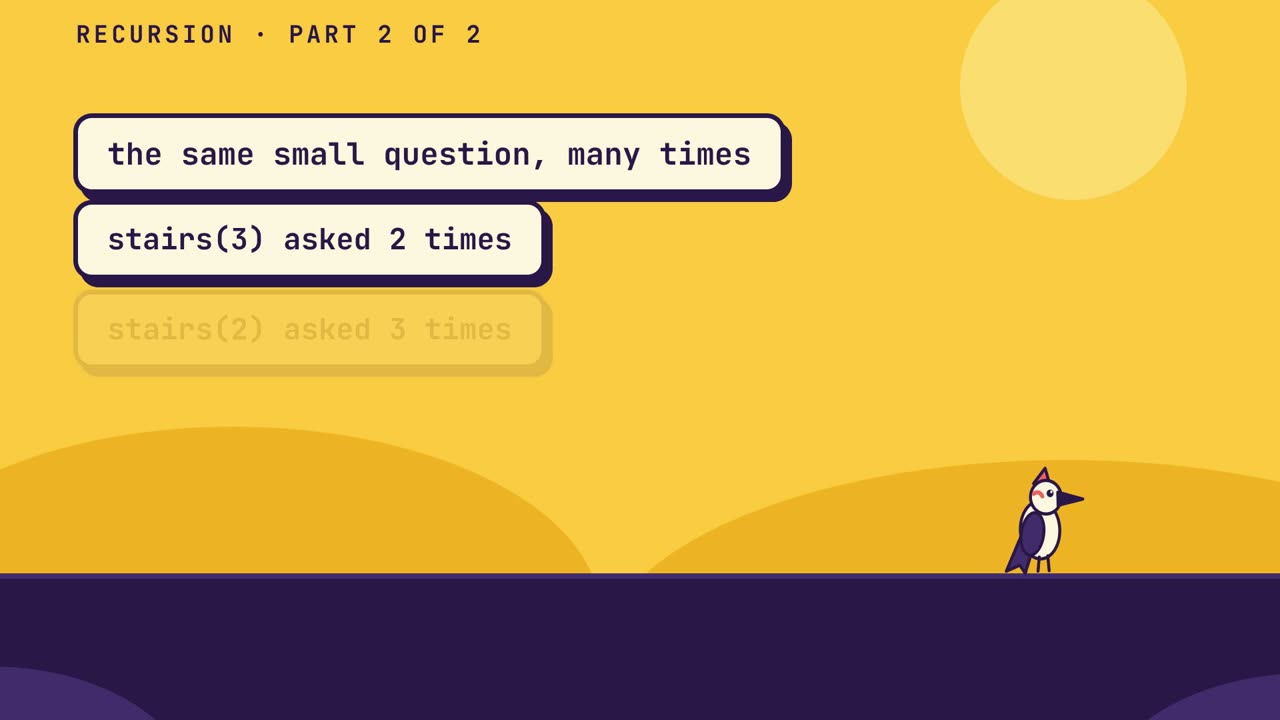 RECURSION · PART 2 OF 2
the same small question, many times
stairs(3) asked 2 times
stairs(2) asked 3 times